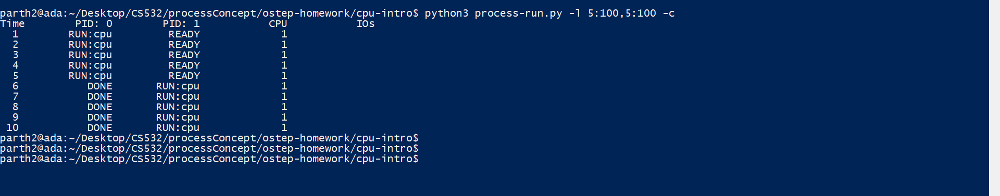 parth2@ada:~/Desktop/CS532/processConcept/ostep-homework/cpu-intro$ python3 process-run.py -l 5:100,5:100 -c
Time        PID: 0        PID: 1           CPU           IOs
  1        RUN:cpu         READY             1
  2        RUN:cpu         READY             1
  3        RUN:cpu         READY             1
  4        RUN:cpu         READY             1
  5        RUN:cpu         READY             1
  6           DONE       RUN:cpu             1
  7           DONE       RUN:cpu             1
  8           DONE       RUN:cpu             1
  9           DONE       RUN:cpu             1
 10           DONE       RUN:cpu             1
parth2@ada:~/Desktop/CS532/processConcept/ostep-homework/cpu-intro$
parth2@ada:~/Desktop/CS532/processConcept/ostep-homework/cpu-intro$
parth2@ada:~/Desktop/CS532/processConcept/ostep-homework/cpu-intro$